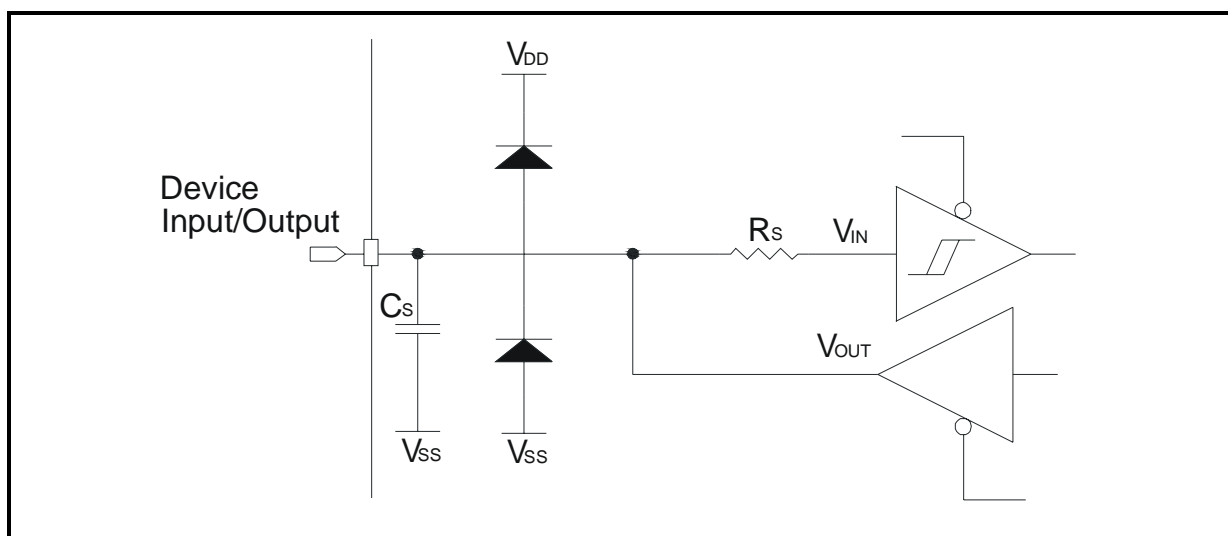 VDD
Device
Input/Output
RS
VIN
CS
VOUT
VSS
VSS